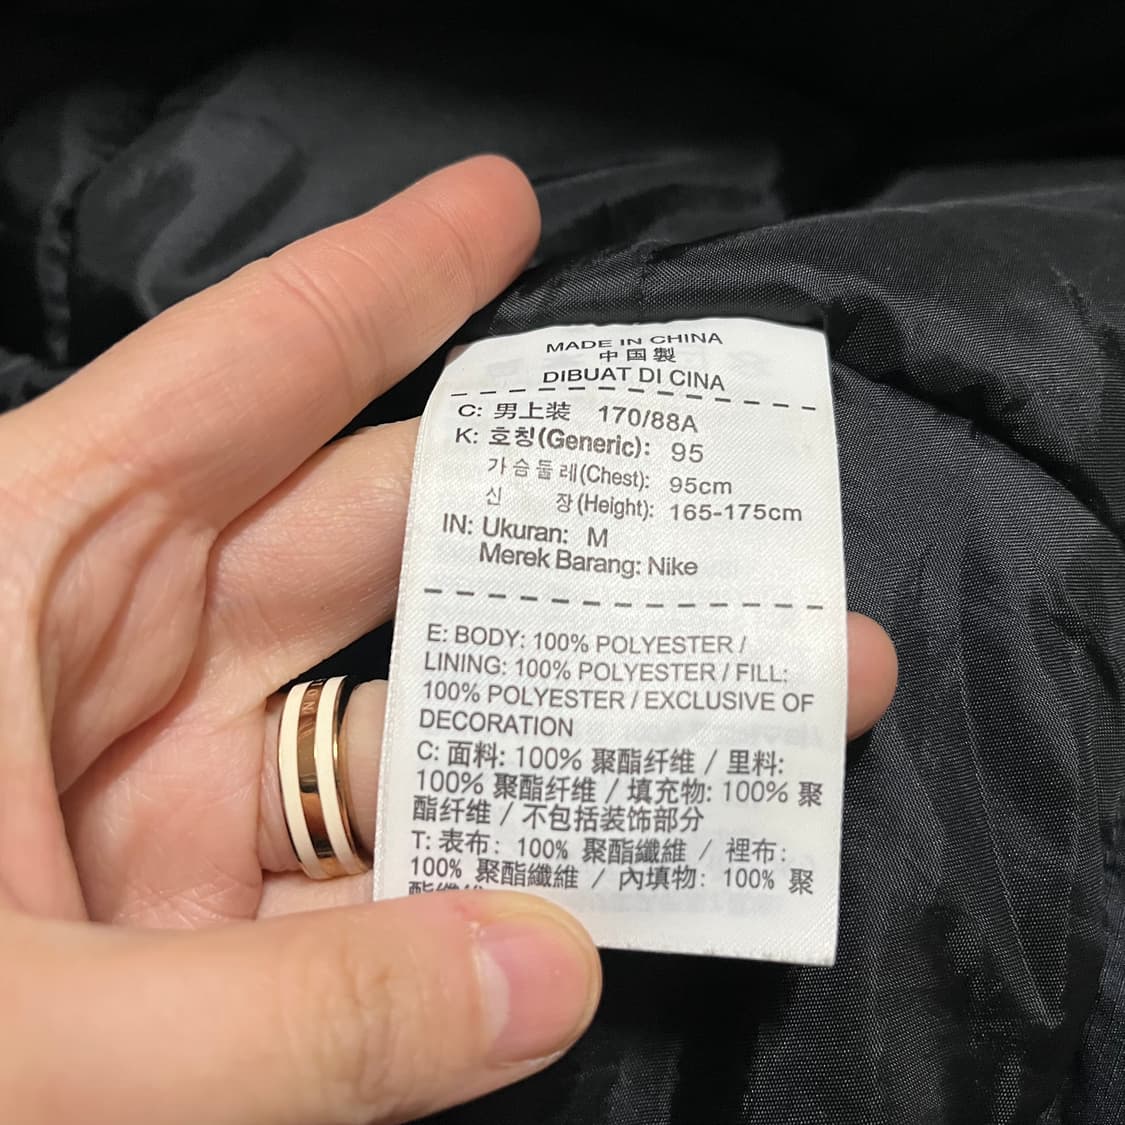 MADE IN CHINA
中国製
DIBUAT DI CINA
C: 男上装 170/88A
K: 호칭(Generic): 95
가슴둘레(Chest): 95cm
신 장(Height): 165-175cm
IN: Ukuran: M
Merek Barang: Nike
E: BODY: 100% POLYESTER /
LINING: 100% POLYESTER / FILL:
100% POLYESTER / EXCLUSIVE OF
DECORATION
C: 面料: 100% 聚酯纤维 / 里料:
100% 聚酯纤维 / 填充物: 100% 聚
酯纤维 / 不包括装饰部分
T: 表布: 100% 聚酯纖維 / 裡布:
100% 聚酯纖維 / 內填物: 100% 聚